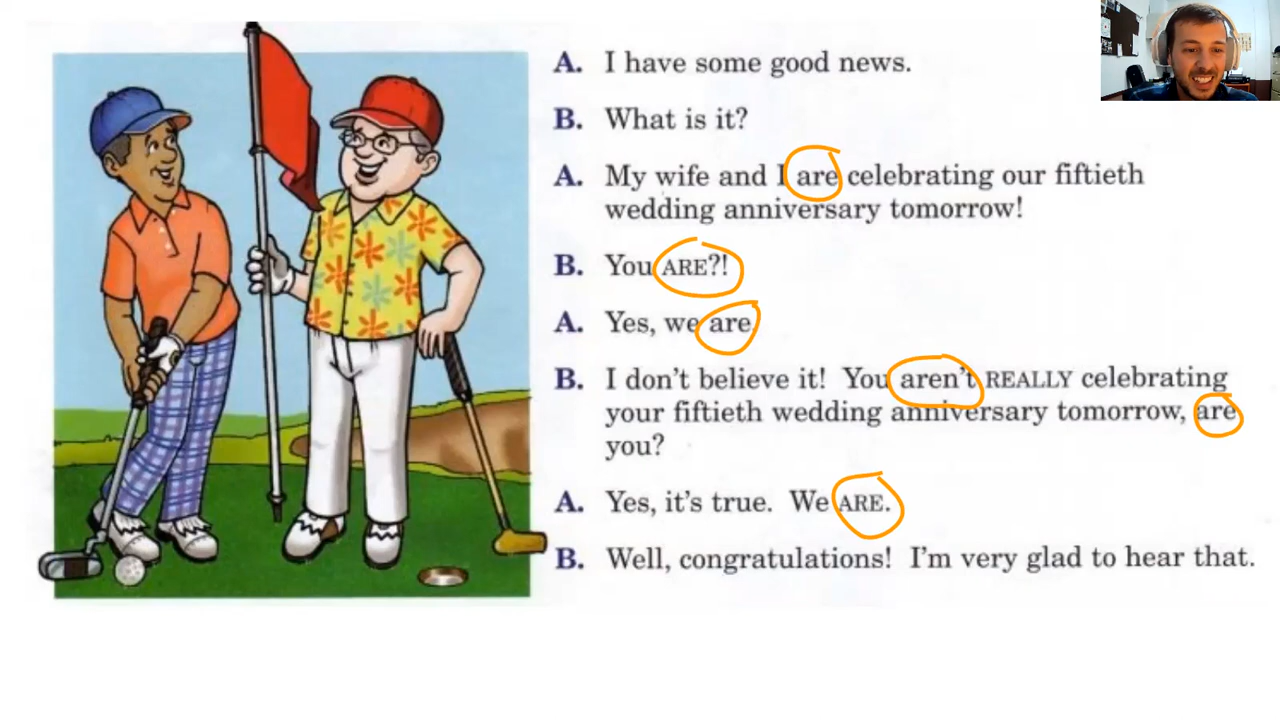 A. I have some good news.
B. What is it?
A. My wife and I are celebrating our fiftieth
wedding anniversary tomorrow!
B. You ARE?!
A. Yes, we are.
B. I don't believe it! You aren't REALLY celebrating
your fiftieth wedding anniversary tomorrow, are
you?
A. Yes, it's true. We ARE.
B. Well, congratulations! I'm very glad to hear that.